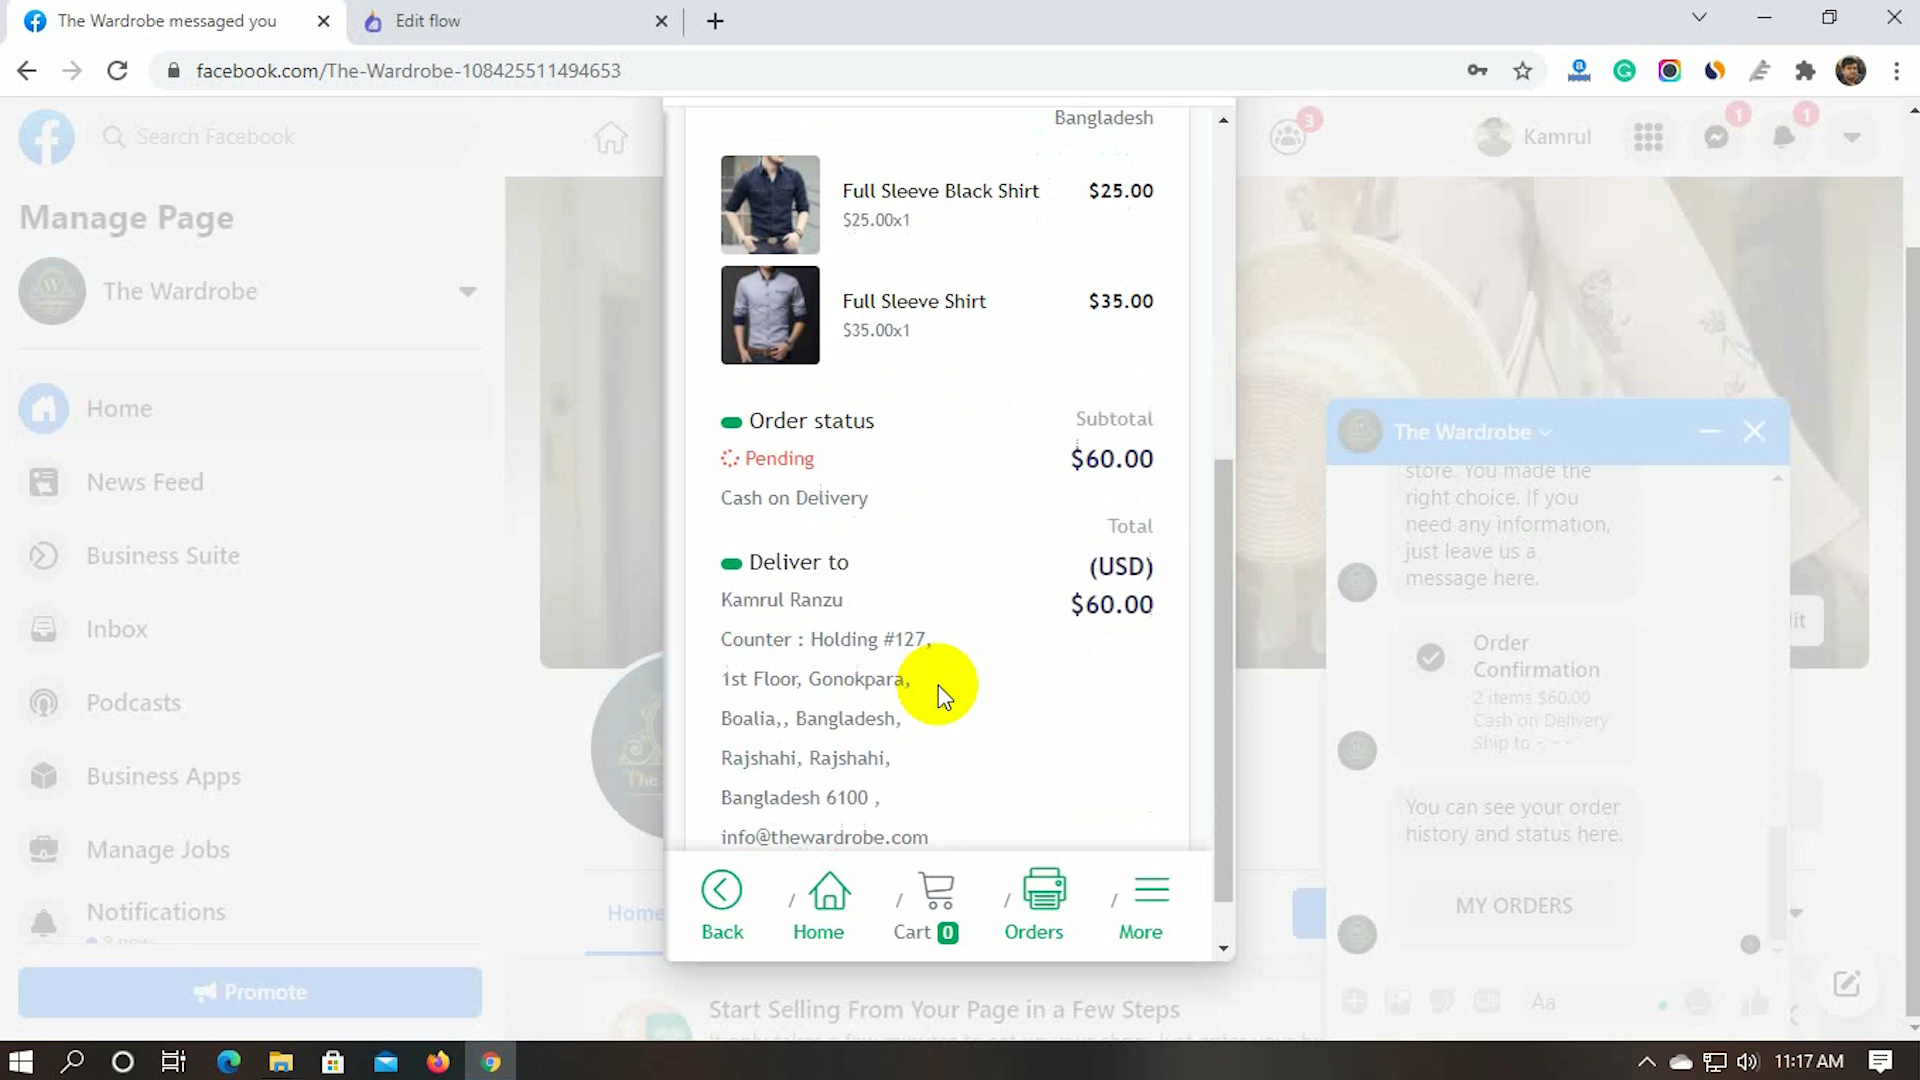 The Wardrobe messaged you
Edit flow
facebook.com/The-Wardrobe-108425511494653
Search Facebook
3
Kamrul
1
1
Manage Page
The Wardrobe
Home
News Feed
Business Suite
Inbox
Podcasts
Business Apps
Manage Jobs
Notifications
Promote
Bangladesh
Full Sleeve Black Shirt $25.00
$25.00x1
Full Sleeve Shirt $35.00
$35.00x1
Order status Subtotal
Pending $60.00
Cash on Delivery
Total
Deliver to (USD)
Kamrul Ranzu $60.00
Counter : Holding #127,
1st Floor, Gonokpara,
Boalia,, Bangladesh,
Rajshahi, Rajshahi,
Bangladesh 6100 ,
info@thewardrobe.com
Back / Home / Cart 0 / Orders / More
Home
Start Selling From Your Page in a Few Steps
The Wardrobe
store. You made the
right choice. If you
need any information,
just leave us a
message here.
Order
Confirmation
2 items $60.00
Cash on Delivery
Ship to -, - -
You can see your order
history and status here.
MY ORDERS
Aa
11:17 AM